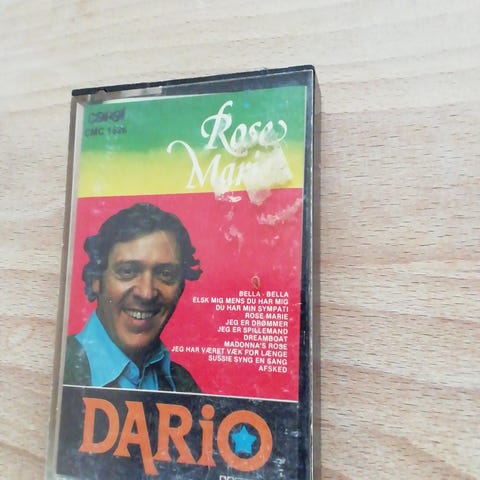 CMC 1526
Rose
Marie
BELLA - BELLA
ELSK MIG MENS DU HAR MIG
DU HAR MIN SYMPATI
ROSE MARIE
JEG ER DRØMMER
JEG ER SPILLEMAND
DREAMBOAT
MADONNA'S ROSE
JEG HAR VÆRET VÆK FOR LÆNGE
SUSSIE SYNG EN SANG
AFSKED
DARiO